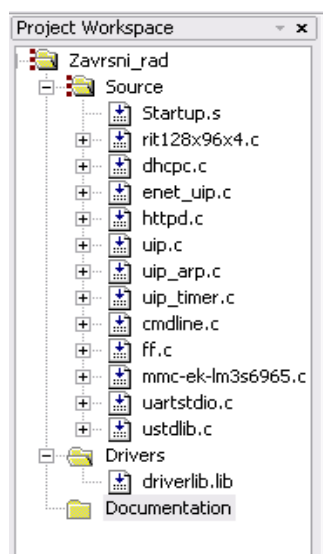 Project Workspace
Zavrsni_rad
Source
Startup.s
rit128x96x4.c
dhcpc.c
enet_uip.c
httpd.c
uip.c
uip_arp.c
uip_timer.c
cmdline.c
ff.c
mmc-ek-lm3s6965.c
uartstdio.c
ustdlib.c
Drivers
driverlib.lib
Documentation